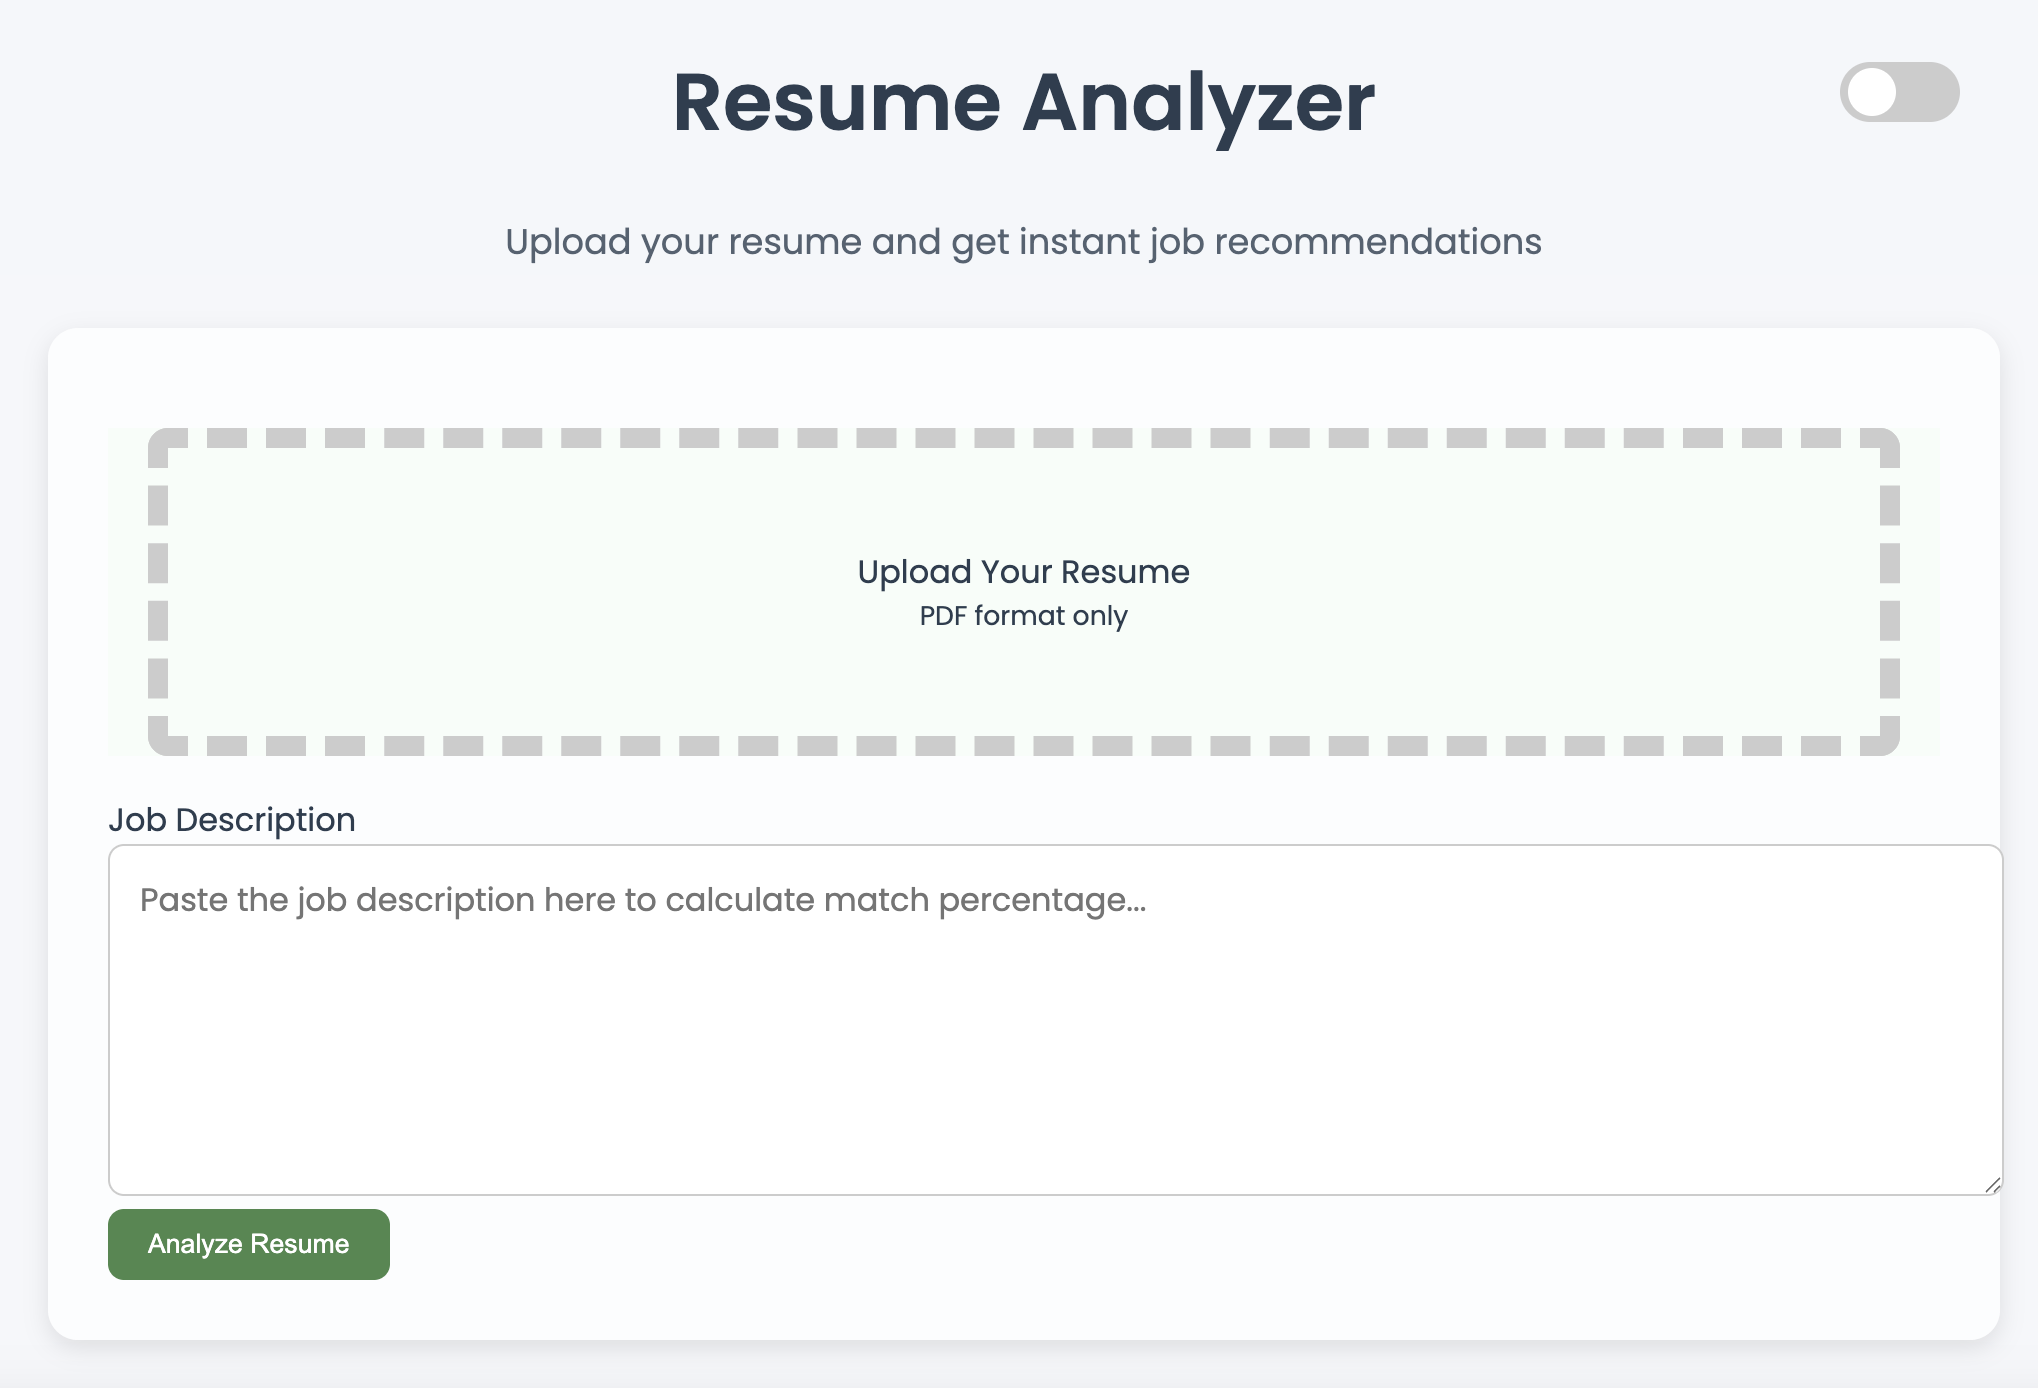 Resume Analyzer
Upload your resume and get instant job recommendations
Upload Your Resume
PDF format only
Job Description
Paste the job description here to calculate match percentage...
Analyze Resume